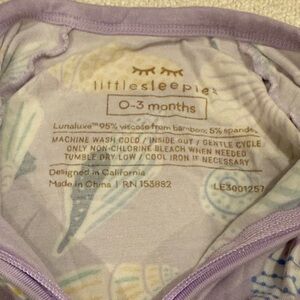 littlesleepies
0-3 months
Lunaluxe™ 95% viscose from bamboo, 5% spandex
MACHINE WASH COLD / INSIDE OUT / GENTLE CYCLE
ONLY NON-CHLORINE BLEACH WHEN NEEDED
TUMBLE DRY LOW / COOL IRON IF NECESSARY
Designed in California
Made in China | RN 153882
LE3001257